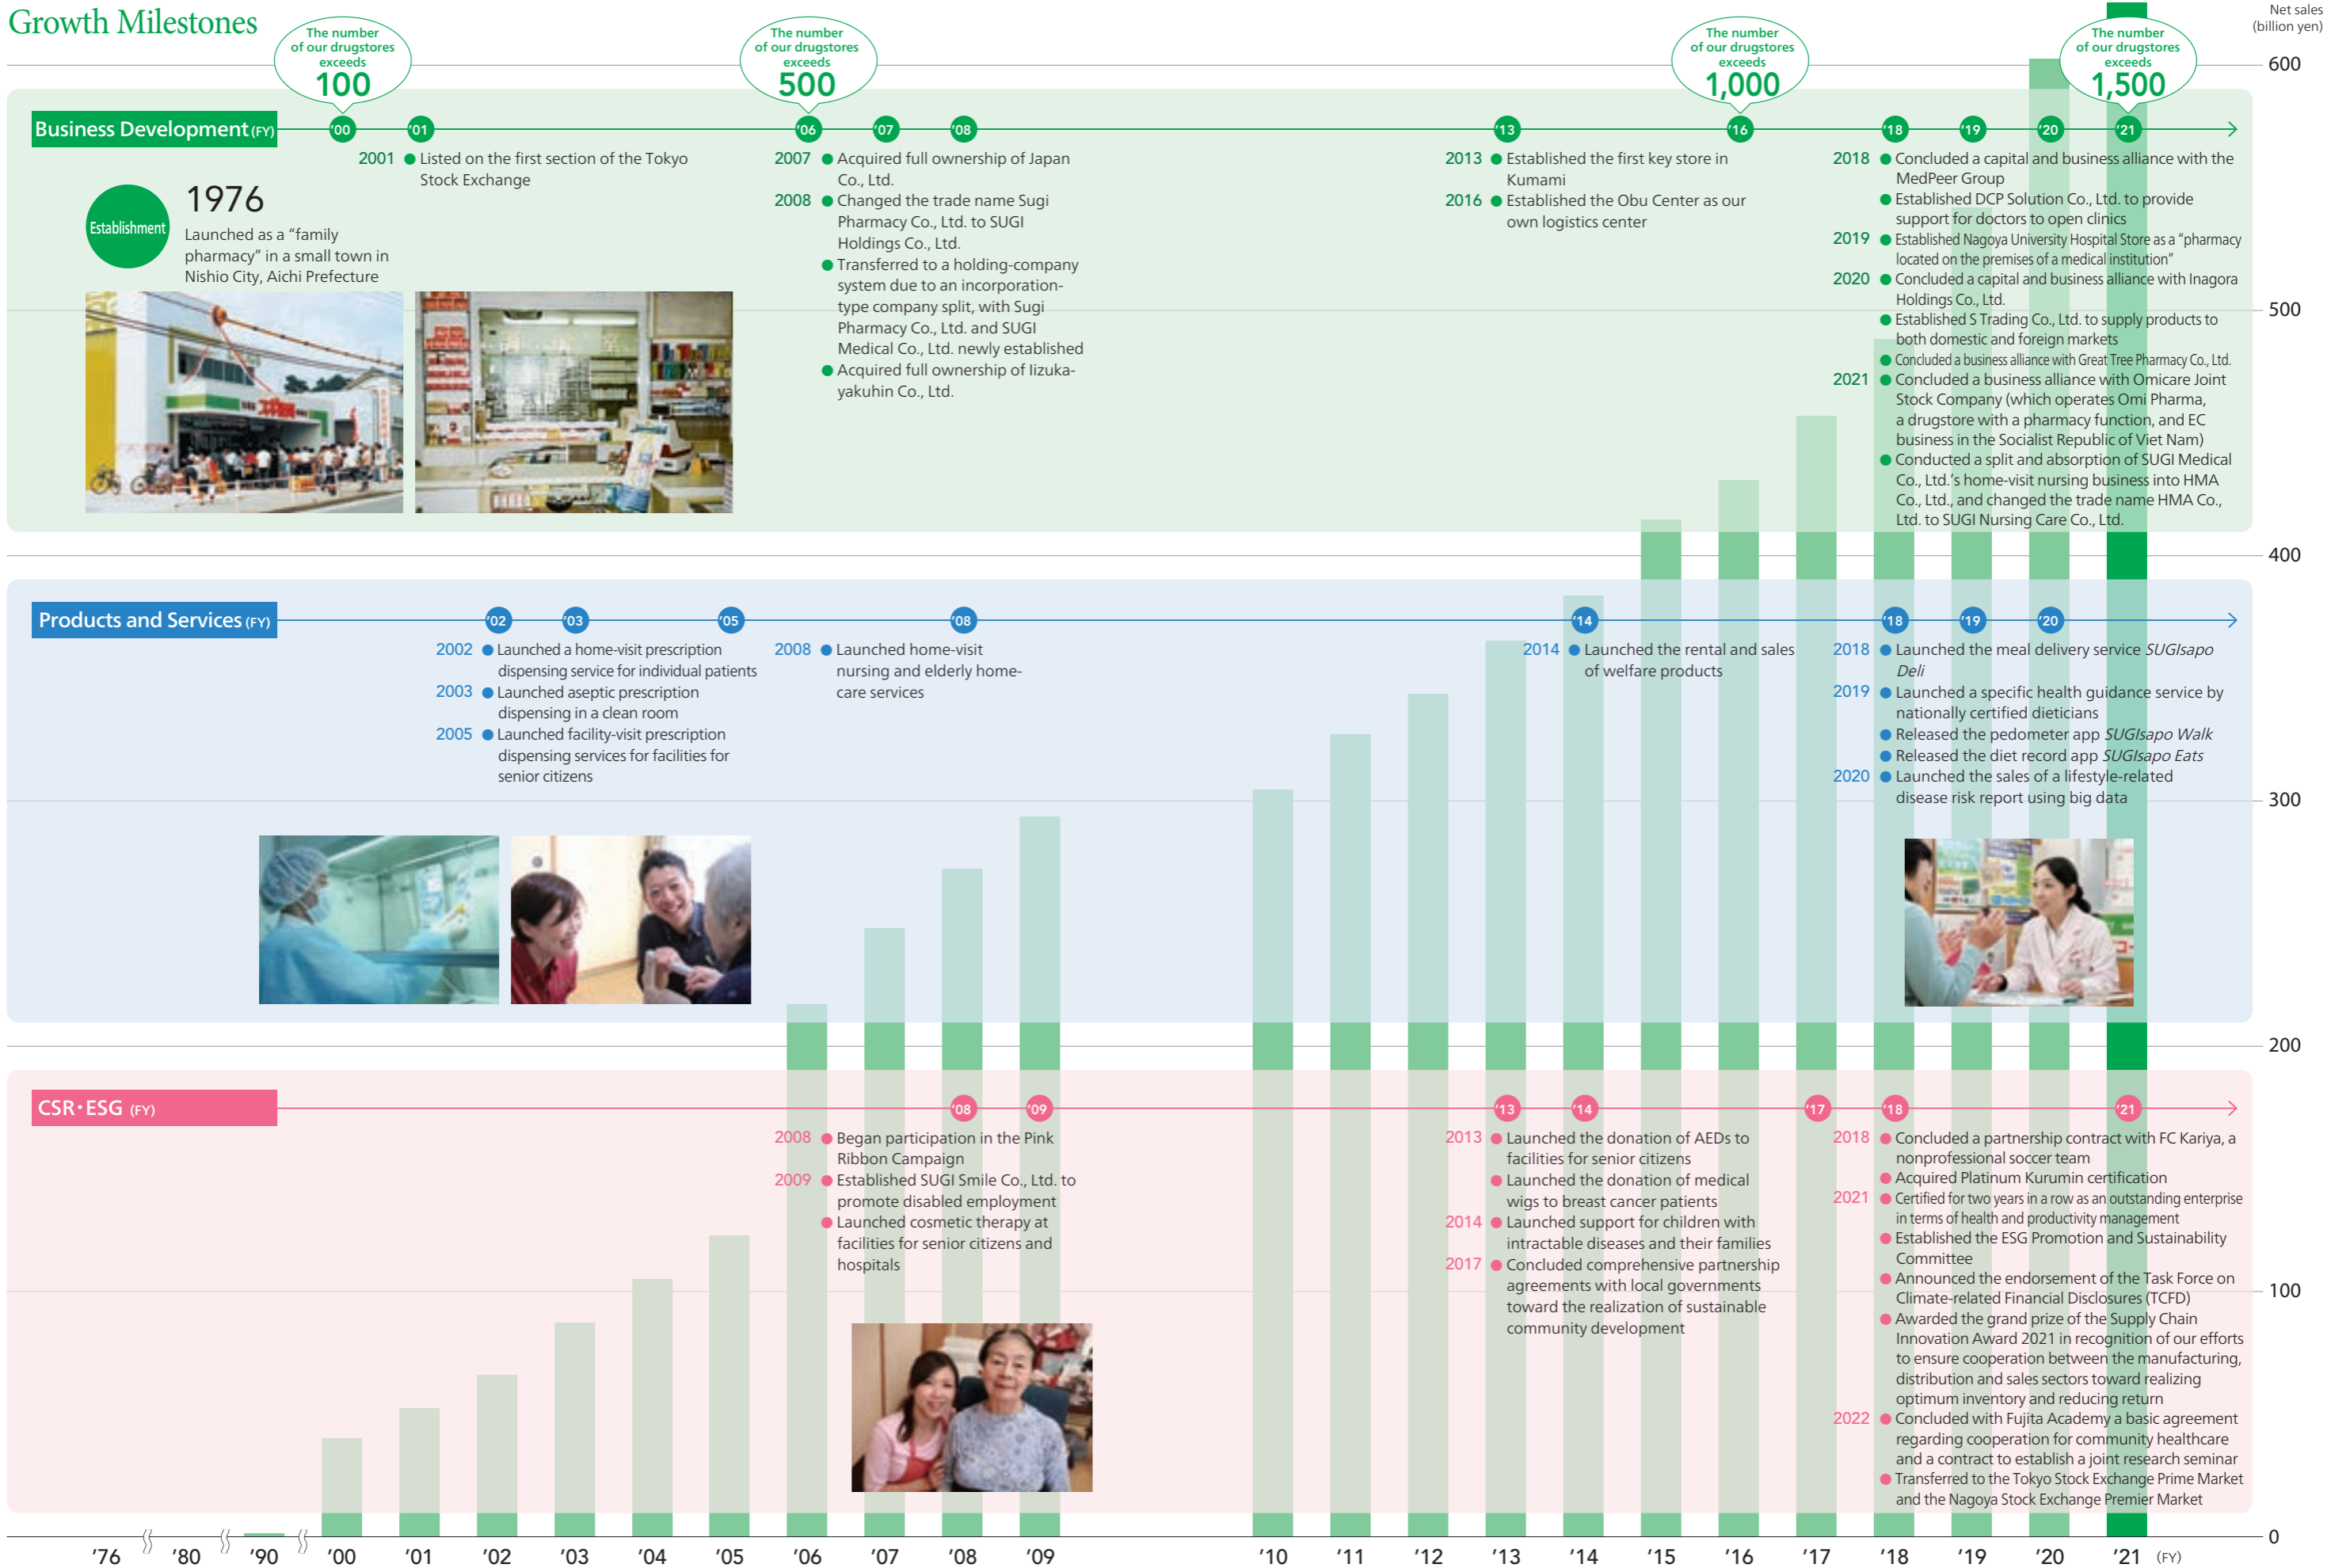 Growth Milestones
Net sales
(billion yen)
The number
of our drugstores
exceeds
100
The number
of our drugstores
exceeds
500
The number
of our drugstores
exceeds
1,000
The number
of our drugstores
exceeds
1,500
600
500
400
300
200
100
0
Business Development (FY)
'00 '01 '06 '07 '08 '13 '16 '18 '19 '20 '21
Establishment
1976
Launched as a “family
pharmacy” in a small town in
Nishio City, Aichi Prefecture
2001 ● Listed on the first section of the Tokyo
Stock Exchange
2007 ● Acquired full ownership of Japan
Co., Ltd.
2008 ● Changed the trade name Sugi
Pharmacy Co., Ltd. to SUGI
Holdings Co., Ltd.
● Transferred to a holding-company
system due to an incorporation-
type company split, with Sugi
Pharmacy Co., Ltd. and SUGI
Medical Co., Ltd. newly established
● Acquired full ownership of Iizuka-
yakuhin Co., Ltd.
2013 ● Established the first key store in
Kumami
2016 ● Established the Obu Center as our
own logistics center
2018 ● Concluded a capital and business alliance with the
MedPeer Group
● Established DCP Solution Co., Ltd. to provide
support for doctors to open clinics
2019 ● Established Nagoya University Hospital Store as a “pharmacy
located on the premises of a medical institution”
2020 ● Concluded a capital and business alliance with Inagora
Holdings Co., Ltd.
● Established S Trading Co., Ltd. to supply products to
both domestic and foreign markets
● Concluded a business alliance with Great Tree Pharmacy Co., Ltd.
2021 ● Concluded a business alliance with Omicare Joint
Stock Company (which operates Omi Pharma,
a drugstore with a pharmacy function, and EC
business in the Socialist Republic of Viet Nam)
● Conducted a split and absorption of SUGI Medical
Co., Ltd.’s home-visit nursing business into HMA
Co., Ltd., and changed the trade name HMA Co.,
Ltd. to SUGI Nursing Care Co., Ltd.
Products and Services (FY)
'02 '03 '05 '08 '14 '18 '19 '20
2002 ● Launched a home-visit prescription
dispensing service for individual patients
2003 ● Launched aseptic prescription
dispensing in a clean room
2005 ● Launched facility-visit prescription
dispensing services for facilities for
senior citizens
2008 ● Launched home-visit
nursing and elderly home-
care services
2014 ● Launched the rental and sales
of welfare products
2018 ● Launched the meal delivery service SUGIsapo
Deli
2019 ● Launched a specific health guidance service by
nationally certified dieticians
● Released the pedometer app SUGIsapo Walk
● Released the diet record app SUGIsapo Eats
2020 ● Launched the sales of a lifestyle-related
disease risk report using big data
CSR・ESG (FY)
'08 '09 '13 '14 '17 '18 '21
2008 ● Began participation in the Pink
Ribbon Campaign
2009 ● Established SUGI Smile Co., Ltd. to
promote disabled employment
● Launched cosmetic therapy at
facilities for senior citizens and
hospitals
2013 ● Launched the donation of AEDs to
facilities for senior citizens
● Launched the donation of medical
wigs to breast cancer patients
2014 ● Launched support for children with
intractable diseases and their families
2017 ● Concluded comprehensive partnership
agreements with local governments
toward the realization of sustainable
community development
2018 ● Concluded a partnership contract with FC Kariya, a
nonprofessional soccer team
● Acquired Platinum Kurumin certification
2021 ● Certified for two years in a row as an outstanding enterprise
in terms of health and productivity management
● Established the ESG Promotion and Sustainability
Committee
● Announced the endorsement of the Task Force on
Climate-related Financial Disclosures (TCFD)
● Awarded the grand prize of the Supply Chain
Innovation Award 2021 in recognition of our efforts
to ensure cooperation between the manufacturing,
distribution and sales sectors toward realizing
optimum inventory and reducing return
2022 ● Concluded with Fujita Academy a basic agreement
regarding cooperation for community healthcare
and a contract to establish a joint research seminar
● Transferred to the Tokyo Stock Exchange Prime Market
and the Nagoya Stock Exchange Premier Market
'76 '80 '90 '00 '01 '02 '03 '04 '05 '06 '07 '08 '09 '10 '11 '12 '13 '14 '15 '16 '17 '18 '19 '20 '21 (FY)